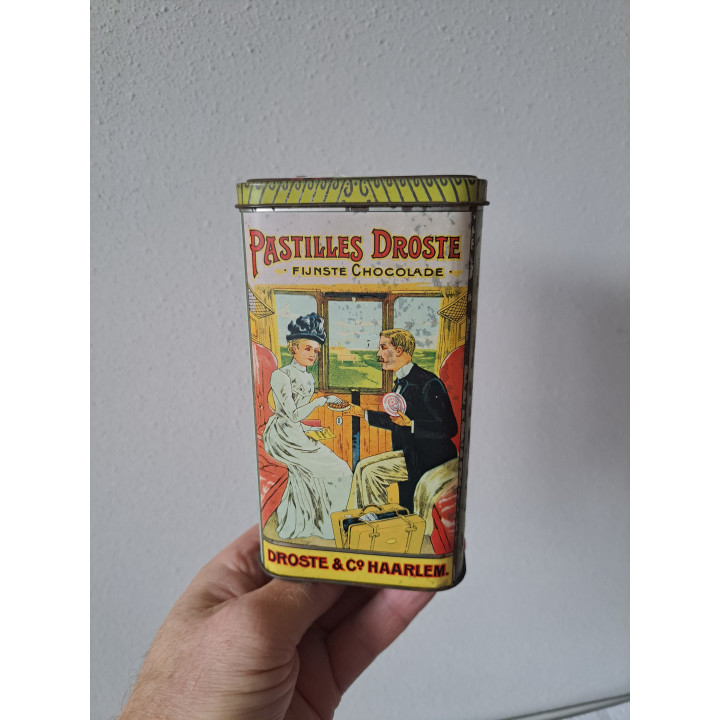 PASTILLES DROSTE
· FIJNSTE CHOCOLADE ·
DROSTE & Co HAARLEM.